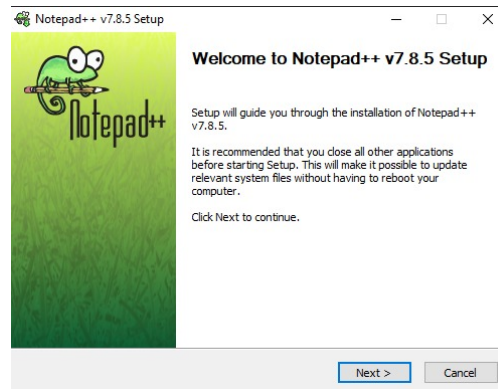 Notepad++ v7.8.5 Setup
Notepad++
Welcome to Notepad++ v7.8.5 Setup
Setup will guide you through the installation of Notepad++
v7.8.5.
It is recommended that you close all other applications
before starting Setup. This will make it possible to update
relevant system files without having to reboot your
computer.
Click Next to continue.
Next >
Cancel